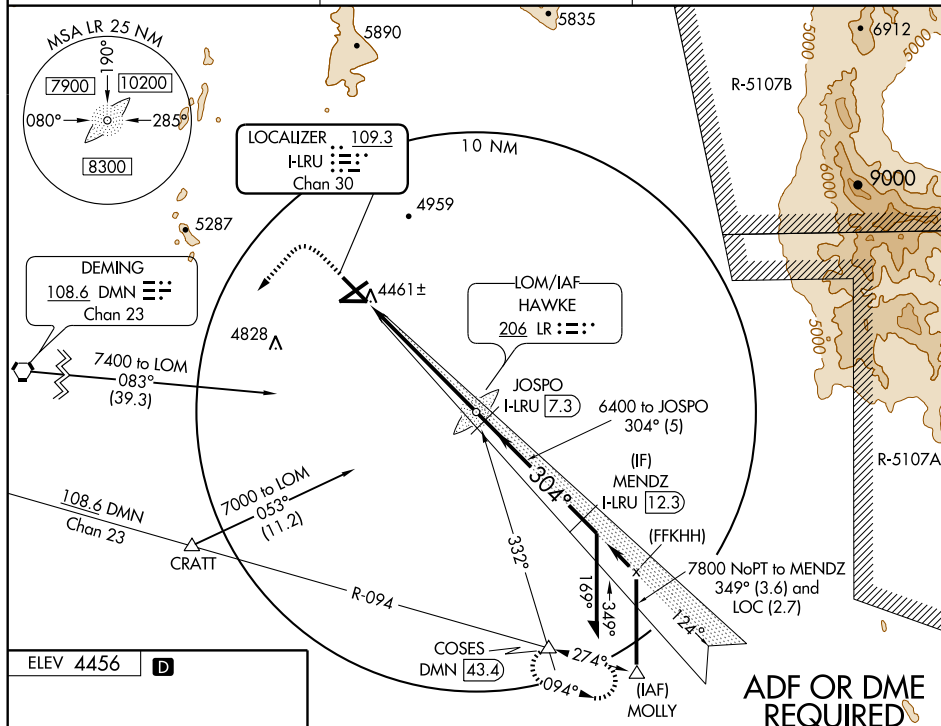 MSA LR 25 NM
190°
7900
10200
080°
285°
8300
5890
5835
6912
5000
5000
6000
5000
R-5107B
9000
LOCALIZER 109.3
I-LRU
Chan 30
10 NM
4959
5287
DEMING
108.6 DMN
Chan 23
4461±
4828
LOM/IAF
HAWKE
206 LR
7400 to LOM
083°
(39.3)
JOSPO
I-LRU 7.3
6400 to JOSPO
304° (5)
(IF)
MENDZ
I-LRU 12.3
R-5107A
304°
7000 to LOM
053°
(11.2)
108.6 DMN
Chan 23
CRATT
(FFKHH)
332°
7800 NoPT to MENDZ
349° (3.6) and
LOC (2.7)
169°
349°
124°
R-094
COSES
DMN 43.4
274°
094°
(IAF)
MOLLY
ELEV 4456
D
ADF OR DME
REQUIRED